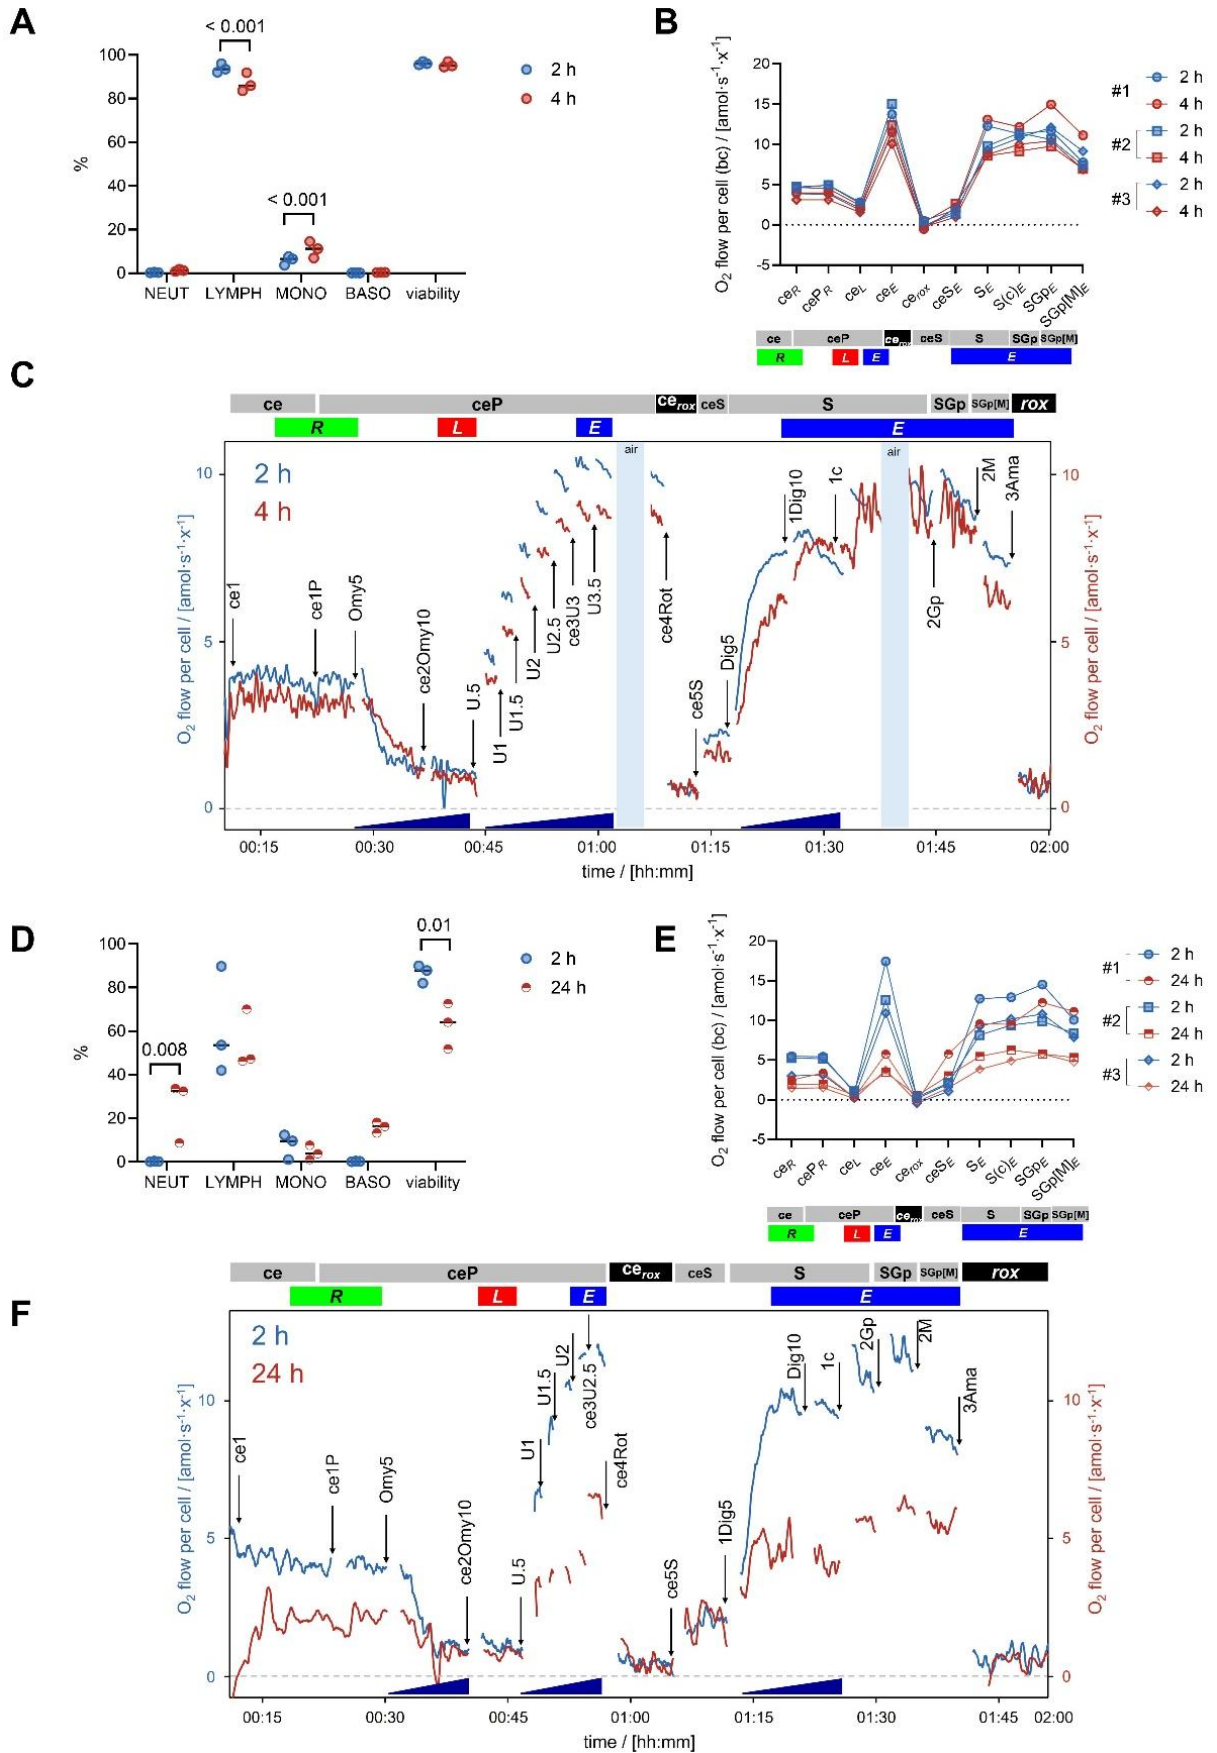 A
< 0.001
100
80
60
40
20
0
%
< 0.001
NEUT LYMPH MONO BASO viability
2 h
4 h
B
O2 flow per cell (bc) / [amol·s-1·x-1]
20
15
10
5
0
-5
ceR cePR ceL ceE cerox ceSE SE S(c)E SGpE SGp[M]E
#1 2 h
4 h
#2 2 h
4 h
#3 2 h
4 h
ce ceP cerox ceS S SGp SGp[M]
R L E E
C
ce ceP cerox ceS S SGp SGp[M] rox
R L E E
2 h
4 h
air air
O2 flow per cell / [amol·s-1·x-1]
10
5
0
ce1
ce1P
Omy5
ce2Omy10
U.5
U1
U1.5
U2
U2.5
ce3U3
U3.5
ce4Rot
ce5S
Dig5
1Dig10
1c
2Gp
2M
3Ama
10
5
0
O2 flow per cell / [amol·s-1·x-1]
00:15 00:30 00:45 01:00 01:15 01:30 01:45 02:00
time / [hh:mm]
D
0.01
100
80
60
40
20
0
%
0.008
NEUT LYMPH MONO BASO viability
2 h
24 h
E
O2 flow per cell (bc) / [amol·s-1·x-1]
20
15
10
5
0
-5
ceR cePR ceL ceE cerox ceSE SE S(c)E SGpE SGp[M]E
#1 2 h
24 h
#2 2 h
24 h
#3 2 h
24 h
ce ceP cerox ceS S SGp SGp[M]
R L E E
F
ce ceP cerox ceS S SGp SGp[M] rox
R L E E
2 h
24 h
O2 flow per cell / [amol·s-1·x-1]
10
5
0
ce1
ce1P
Omy5
ce2Omy10
U.5
U1
U1.5
U2
ce3U2.5
ce4Rot
ce5S
1Dig5
Dig10
1c
2Gp
2M
3Ama
10
5
0
O2 flow per cell / [amol·s-1·x-1]
00:15 00:30 00:45 01:00 01:15 01:30 01:45 02:00
time / [hh:mm]